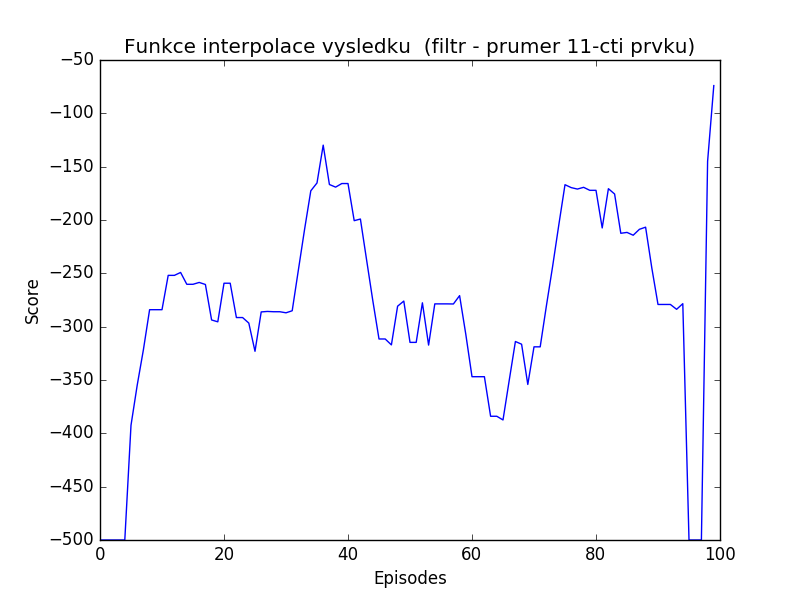 Funkce interpolace vysledku  (filtr - prumer 11-cti prvku)
−50
−100
−150
−200
−250
−300
−350
−400
−450
−500
Score
0 20 40 60 80 100
Episodes